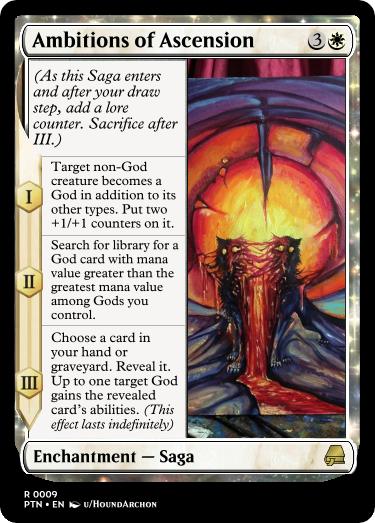 Ambitions of Ascension 3
(As this Saga enters
and after your draw
step, add a lore
counter. Sacrifice after
III.)
I
Target non-God
creature becomes a
God in addition to its
other types. Put two
+1/+1 counters on it.
II
Search for library for a
God card with mana
value greater than the
greatest mana value
among Gods you
control.
III
Choose a card in
your hand or
graveyard. Reveal it.
Up to one target God
gains the revealed
card's abilities. (This
effect lasts indefinitely)
Enchantment — Saga
R 0009
PTN • EN u/HoundArchon